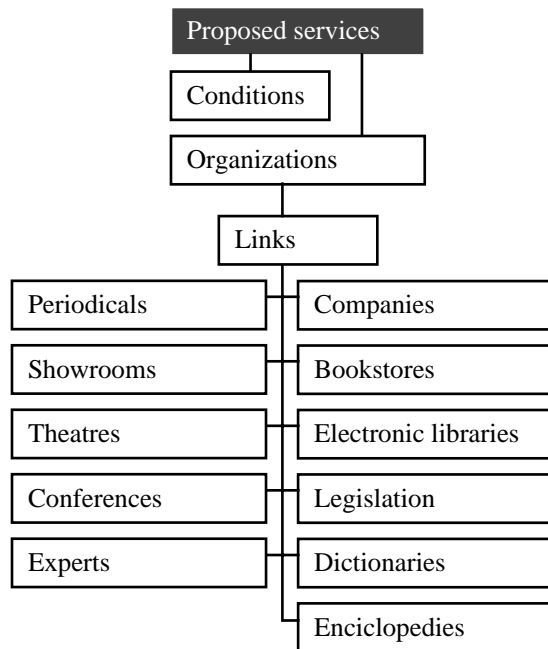 Proposed services
Conditions
Organizations
Links
Periodicals
Companies
Showrooms
Bookstores
Theatres
Electronic libraries
Conferences
Legislation
Experts
Dictionaries
Enciclopedies